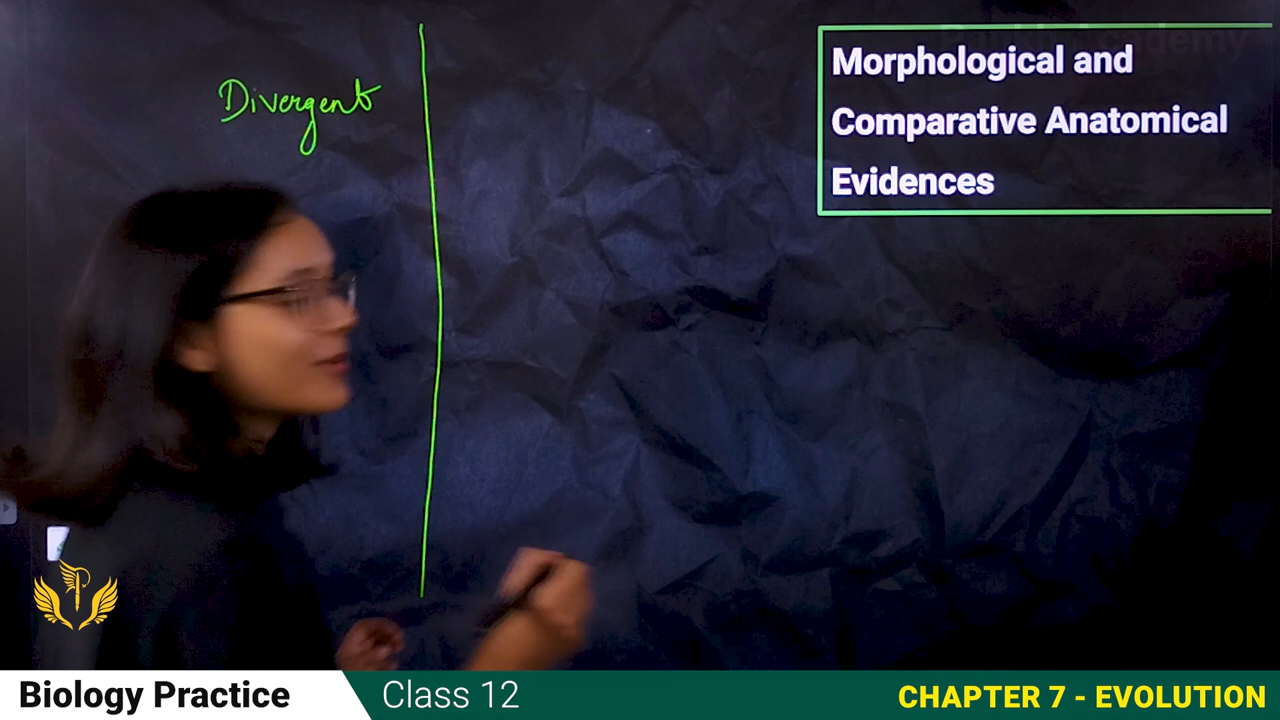 Divergent
Morphological and
Comparative Anatomical
Evidences
Biology Practice
Class 12
CHAPTER 7 - EVOLUTION